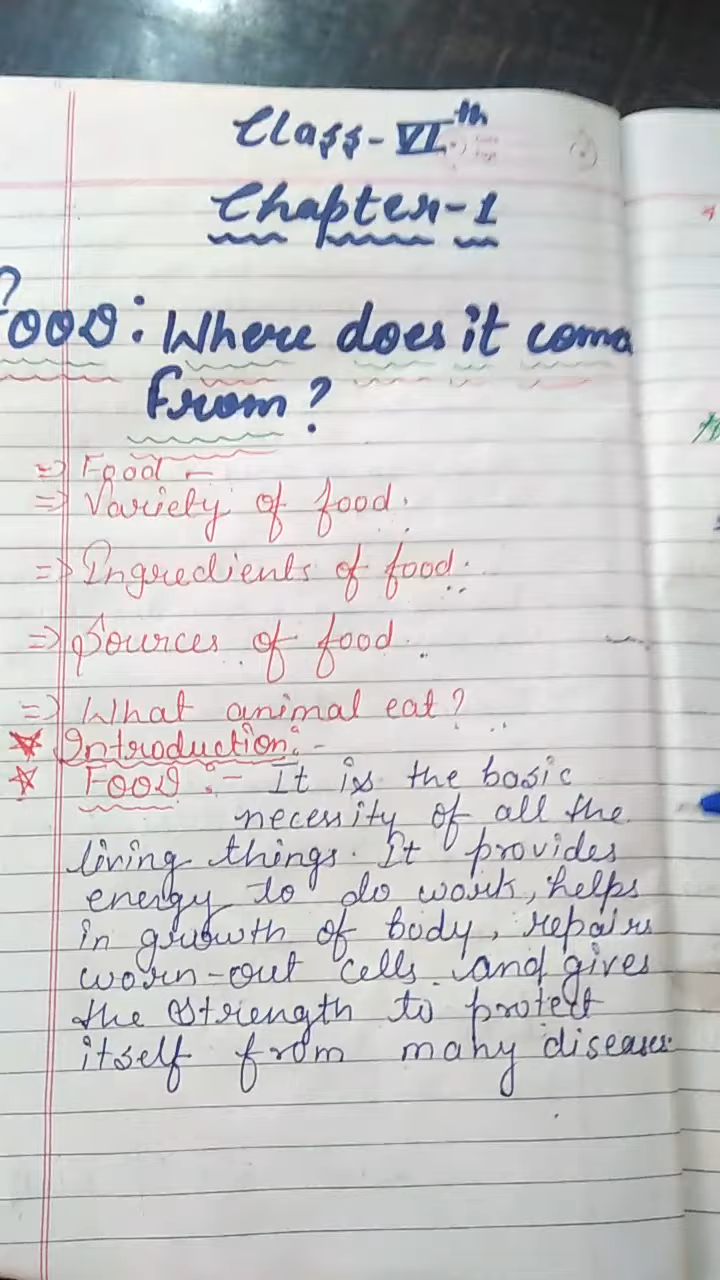 Class-VIth
Chapter-1
Food: Where does it come
From?
=> Food -
=> Variety of food.
=> Ingredients of food.
=> Sources of food.
=> What animal eat?
Introduction:-
Food :- It is the basic
necessity of all the
living things. It provides
energy to do work, helps
in growth of body, repairs
worn-out cells and gives
the strength to protect
itself from many diseases.